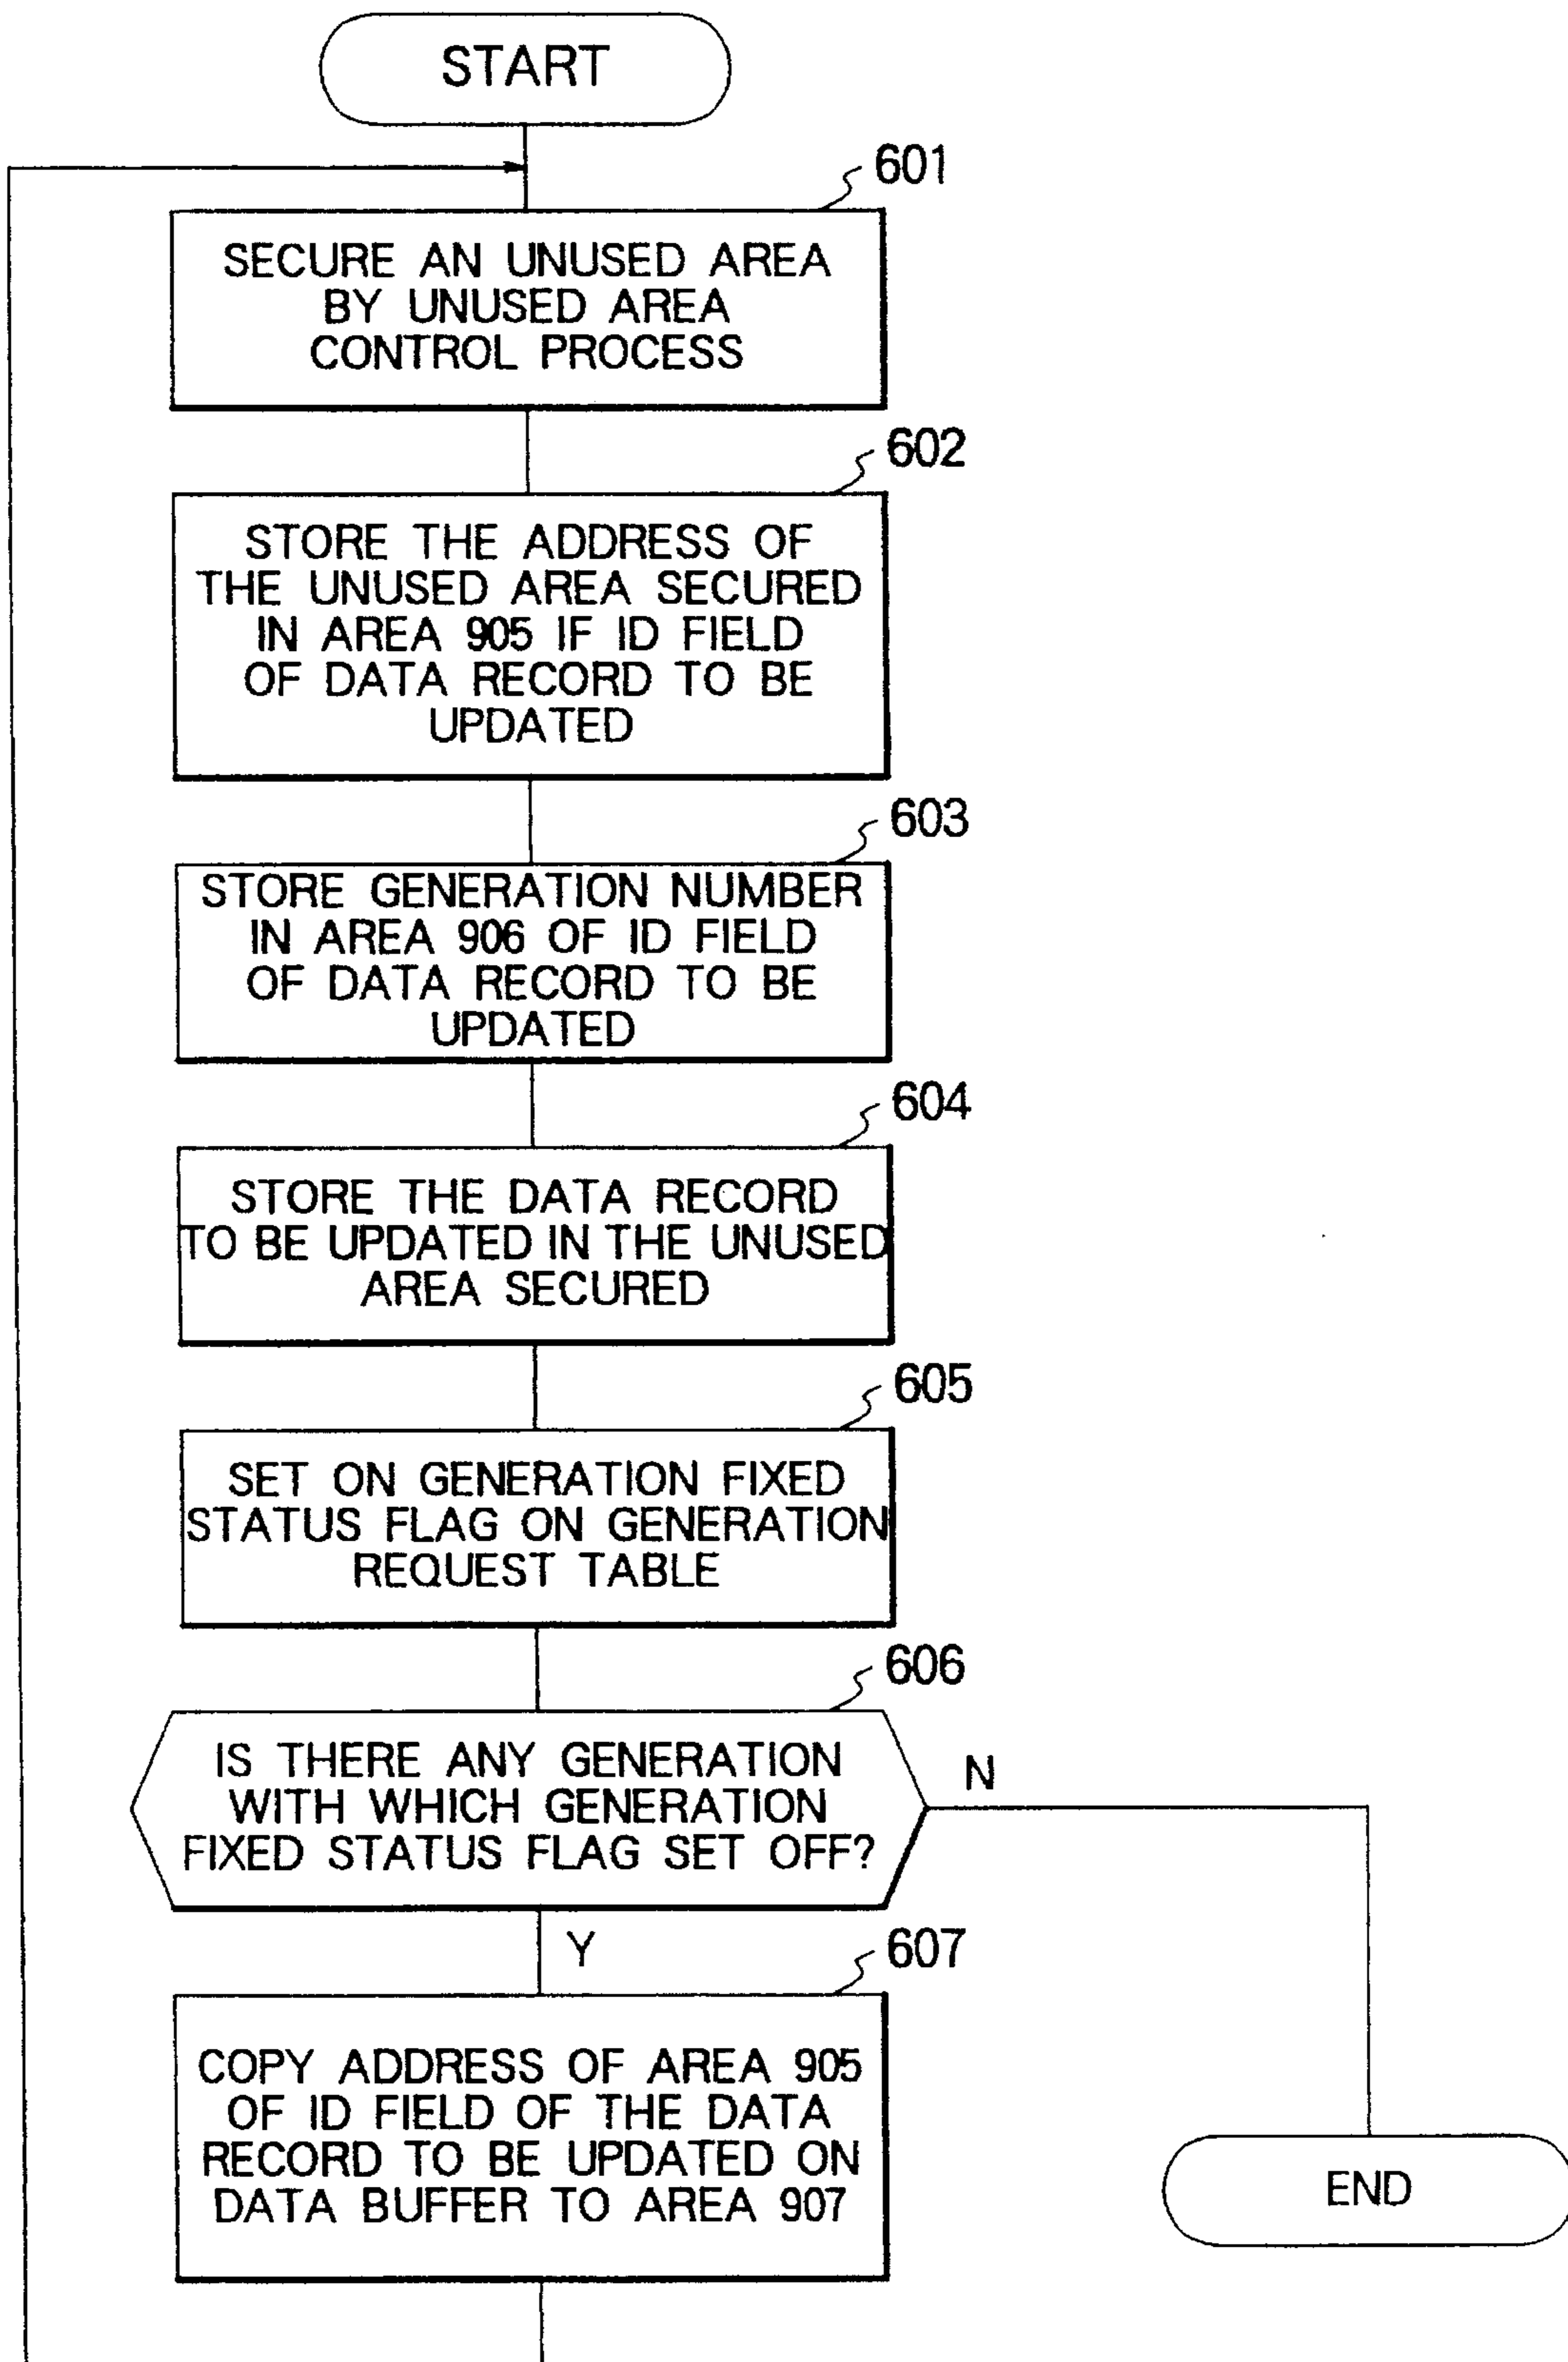 START
601
SECURE AN UNUSED AREA
BY UNUSED AREA
CONTROL PROCESS
602
STORE THE ADDRESS OF
THE UNUSED AREA SECURED
IN AREA 905 IF ID FIELD
OF DATA RECORD TO BE
UPDATED
603
STORE GENERATION NUMBER
IN AREA 906 OF ID FIELD
OF DATA RECORD TO BE
UPDATED
604
STORE THE DATA RECORD
TO BE UPDATED IN THE UNUSED
AREA SECURED
605
SET ON GENERATION FIXED
STATUS FLAG ON GENERATION
REQUEST TABLE
606
IS THERE ANY GENERATION
WITH WHICH GENERATION
FIXED STATUS FLAG SET OFF?
N
Y
607
COPY ADDRESS OF AREA 905
OF ID FIELD OF THE DATA
RECORD TO BE UPDATED ON
DATA BUFFER TO AREA 907
END